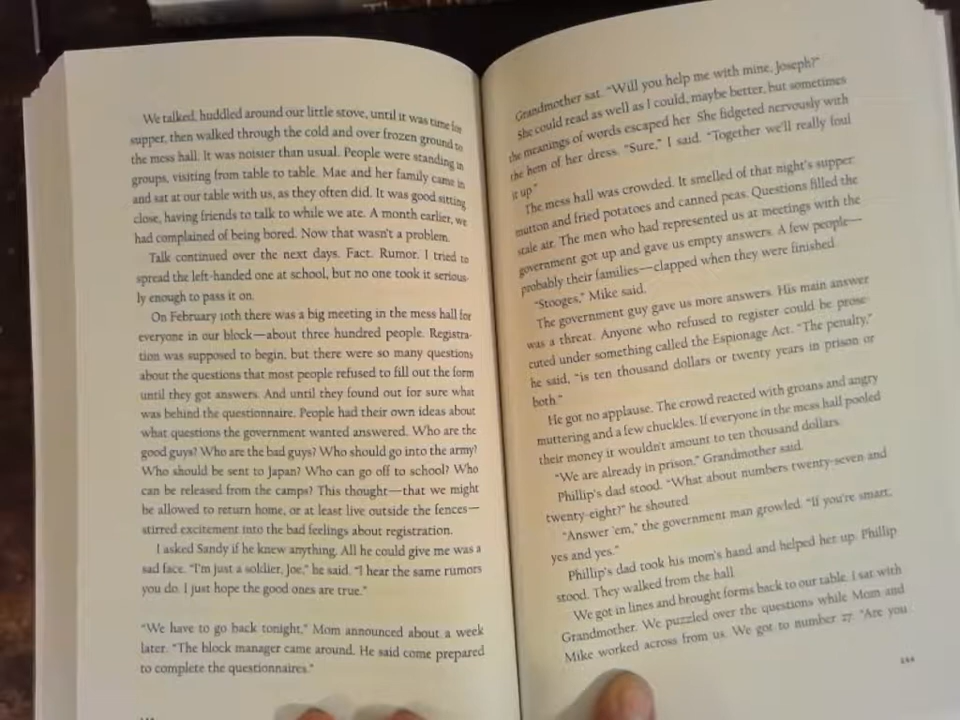 We talked, huddled around our little stove, until it was time for
supper, then walked through the cold and over frozen ground to
the mess hall. It was noisier than usual. People were standing in
groups, visiting from table to table. Mae and her family came in
and sat at our table with us, as they often did. It was good sitting
close, having friends to talk to while we ate. A month earlier, we
had complained of being bored. Now that wasn't a problem.
Talk continued over the next days. Fact. Rumor. I tried to
spread the left-handed one at school, but no one took it serious-
ly enough to pass it on.
On February 10th there was a big meeting in the mess hall for
everyone in our block—about three hundred people. Registra-
tion was supposed to begin, but there were so many questions
about the questions that most people refused to fill out the form
until they got answers. And until they found out for sure what
was behind the questionnaire. People had their own ideas about
what questions the government wanted answered. Who are the
good guys? Who are the bad guys? Who should go into the army?
Who should be sent to Japan? Who can go off to school? Who
can be released from the camps? This thought—that we might
be allowed to return home, or at least live outside the fences—
stirred excitement into the bad feelings about registration.
I asked Sandy if he knew anything. All he could give me was a
sad face. "I'm just a soldier, Joe," he said. "I hear the same rumors
you do. I just hope the good ones are true."
"We have to go back tonight," Mom announced about a week
later. "The block manager came around. He said come prepared
to complete the questionnaires."
Grandmother sat. "Will you help me with mine, Joseph?"
She could read as well as I could, maybe better, but sometimes
the meanings of words escaped her. She fidgeted nervously with
the hem of her dress. "Sure," I said. "Together we'll really foul
it up."
The mess hall was crowded. It smelled of that night's supper:
mutton and fried potatoes and canned peas. Questions filled the
stale air. The men who had represented us at meetings with the
government got up and gave us empty answers. A few people—
probably their families—clapped when they were finished.
"Stooges," Mike said.
The government guy gave us more answers. His main answer
was a threat. Anyone who refused to register could be prose-
cuted under something called the Espionage Act. "The penalty,"
he said, "is ten thousand dollars or twenty years in prison or
both."
He got no applause. The crowd reacted with groans and angry
muttering and a few chuckles. If everyone in the mess hall pooled
their money it wouldn't amount to ten thousand dollars.
"We are already in prison," Grandmother said.
Phillip's dad stood. "What about numbers twenty-seven and
twenty-eight?" he shouted.
"Answer 'em," the government man growled. "If you're smart,
yes and yes."
Phillip's dad took his mom's hand and helped her up. Phillip
stood. They walked from the hall.
We got in lines and brought forms back to our table. I sat with
Grandmother. We puzzled over the questions while Mom and
Mike worked across from us. We got to number 27. "Are you